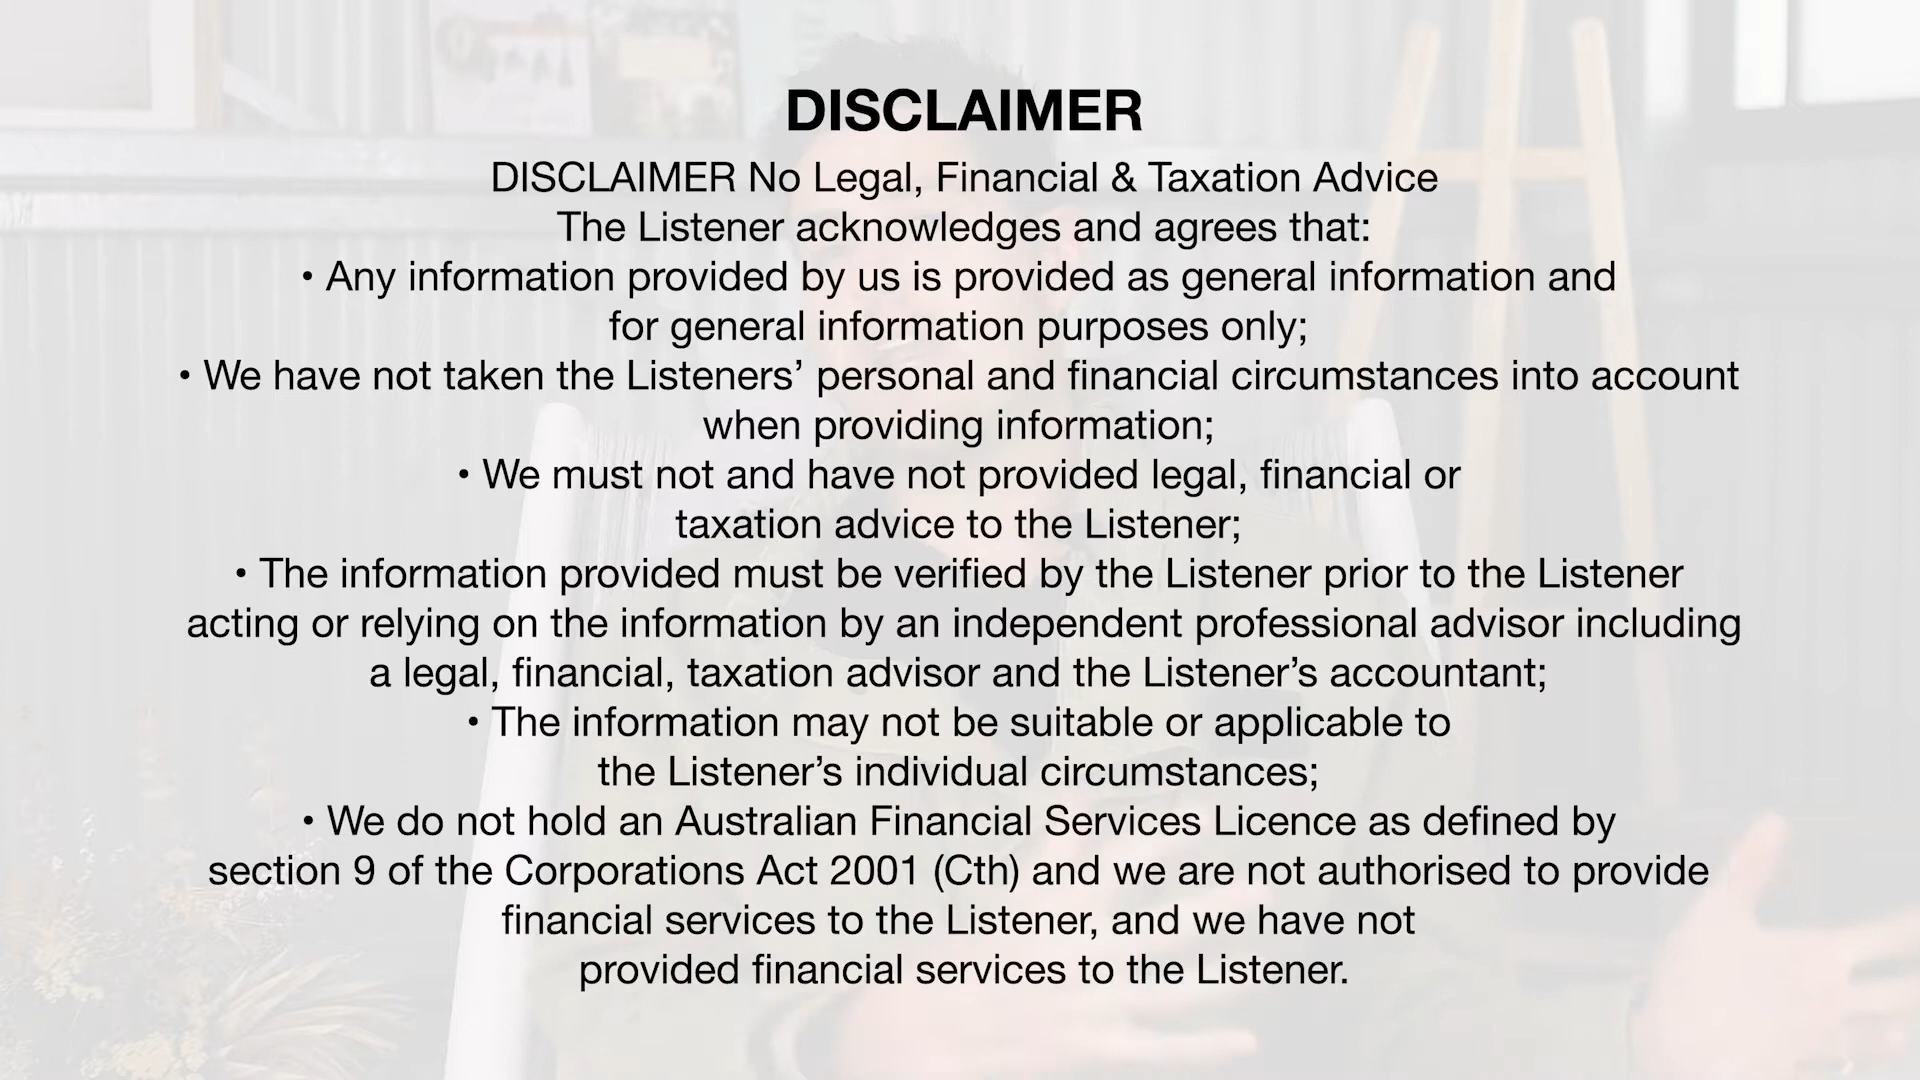 DISCLAIMER
DISCLAIMER No Legal, Financial & Taxation Advice
The Listener acknowledges and agrees that:
• Any information provided by us is provided as general information and
for general information purposes only;
• We have not taken the Listeners’ personal and financial circumstances into account
when providing information;
• We must not and have not provided legal, financial or
taxation advice to the Listener;
• The information provided must be verified by the Listener prior to the Listener
acting or relying on the information by an independent professional advisor including
a legal, financial, taxation advisor and the Listener’s accountant;
• The information may not be suitable or applicable to
the Listener’s individual circumstances;
• We do not hold an Australian Financial Services Licence as defined by
section 9 of the Corporations Act 2001 (Cth) and we are not authorised to provide
financial services to the Listener, and we have not
provided financial services to the Listener.